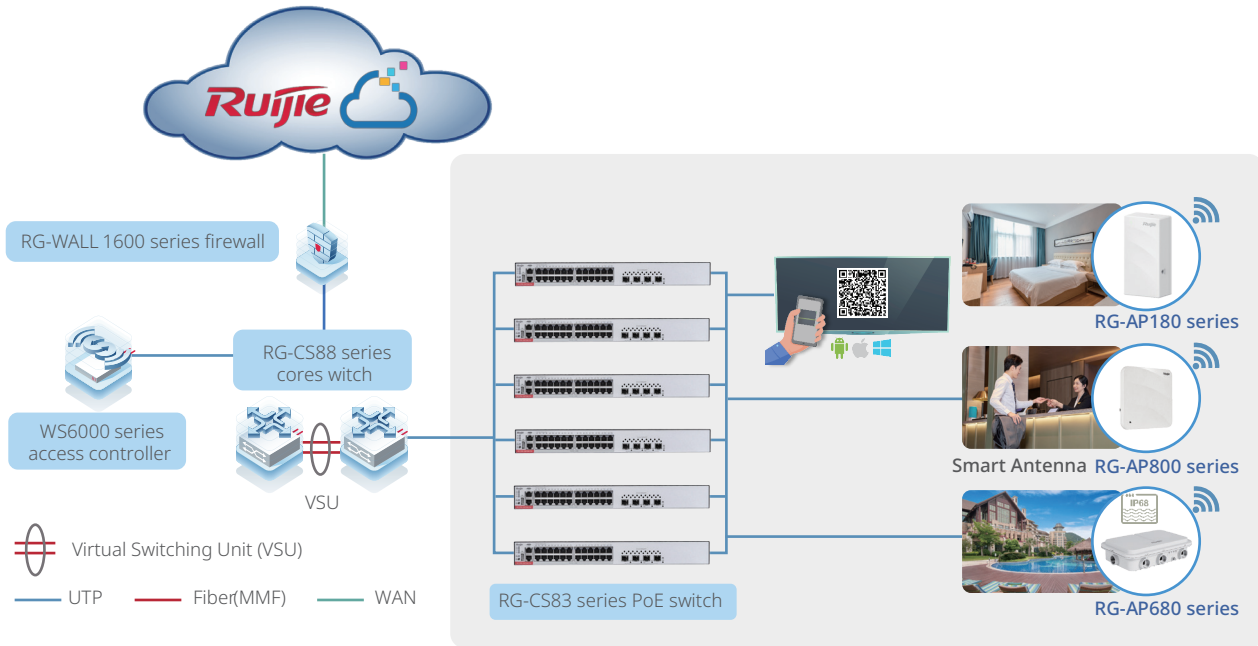 Ruijie
RG-WALL 1600 series firewall
RG-CS88 series
cores witch
WS6000 series
access controller
VSU
Virtual Switching Unit (VSU)
UTP
Fiber(MMF)
WAN
RG-CS83 series PoE switch
RG-AP180 series
Smart Antenna
RG-AP800 series
IP68
RG-AP680 series